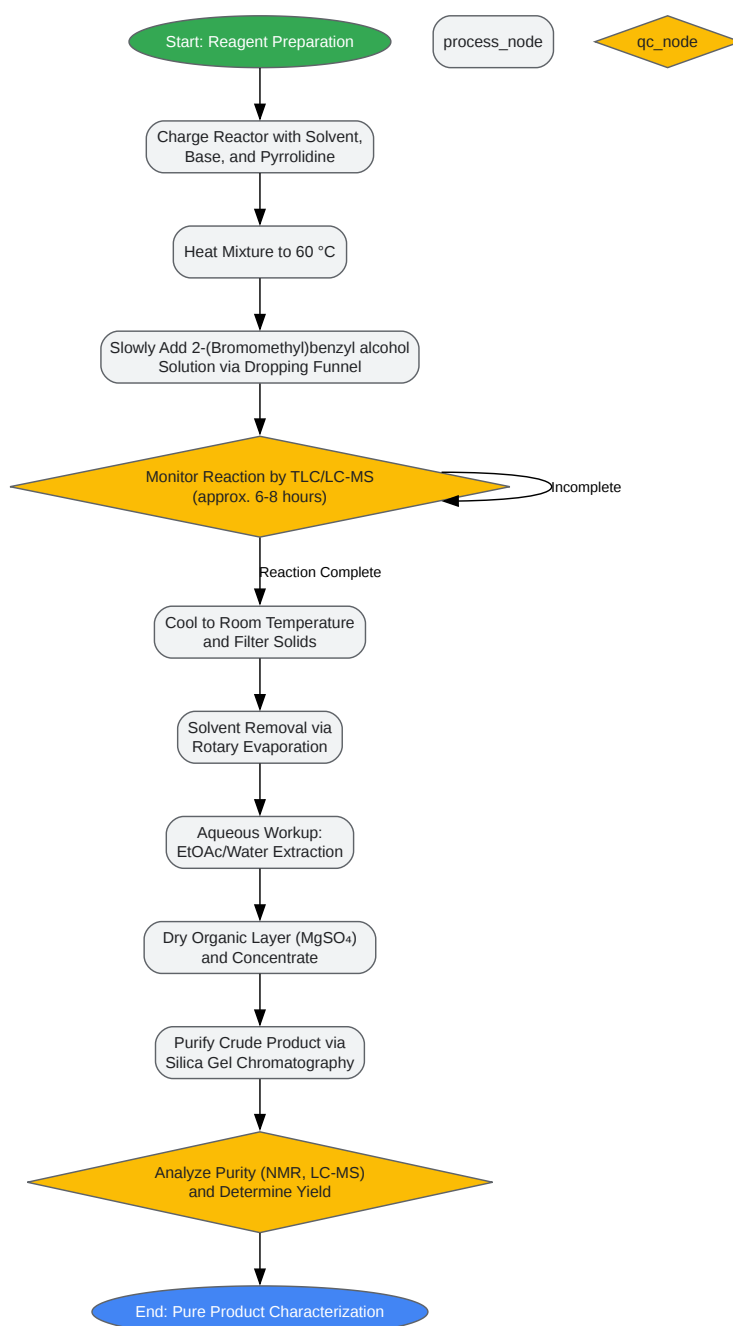 Start: Reagent Preparation
process_node
qc_node
Charge Reactor with Solvent,
Base, and Pyrrolidine
Heat Mixture to 60 °C
Slowly Add 2-(Bromomethyl)benzyl alcohol
Solution via Dropping Funnel
Monitor Reaction by TLC/LC-MS
(approx. 6-8 hours)
Incomplete
Reaction Complete
Cool to Room Temperature
and Filter Solids
Solvent Removal via
Rotary Evaporation
Aqueous Workup:
EtOAc/Water Extraction
Dry Organic Layer (MgSO₄)
and Concentrate
Purify Crude Product via
Silica Gel Chromatography
Analyze Purity (NMR, LC-MS)
and Determine Yield
End: Pure Product Characterization